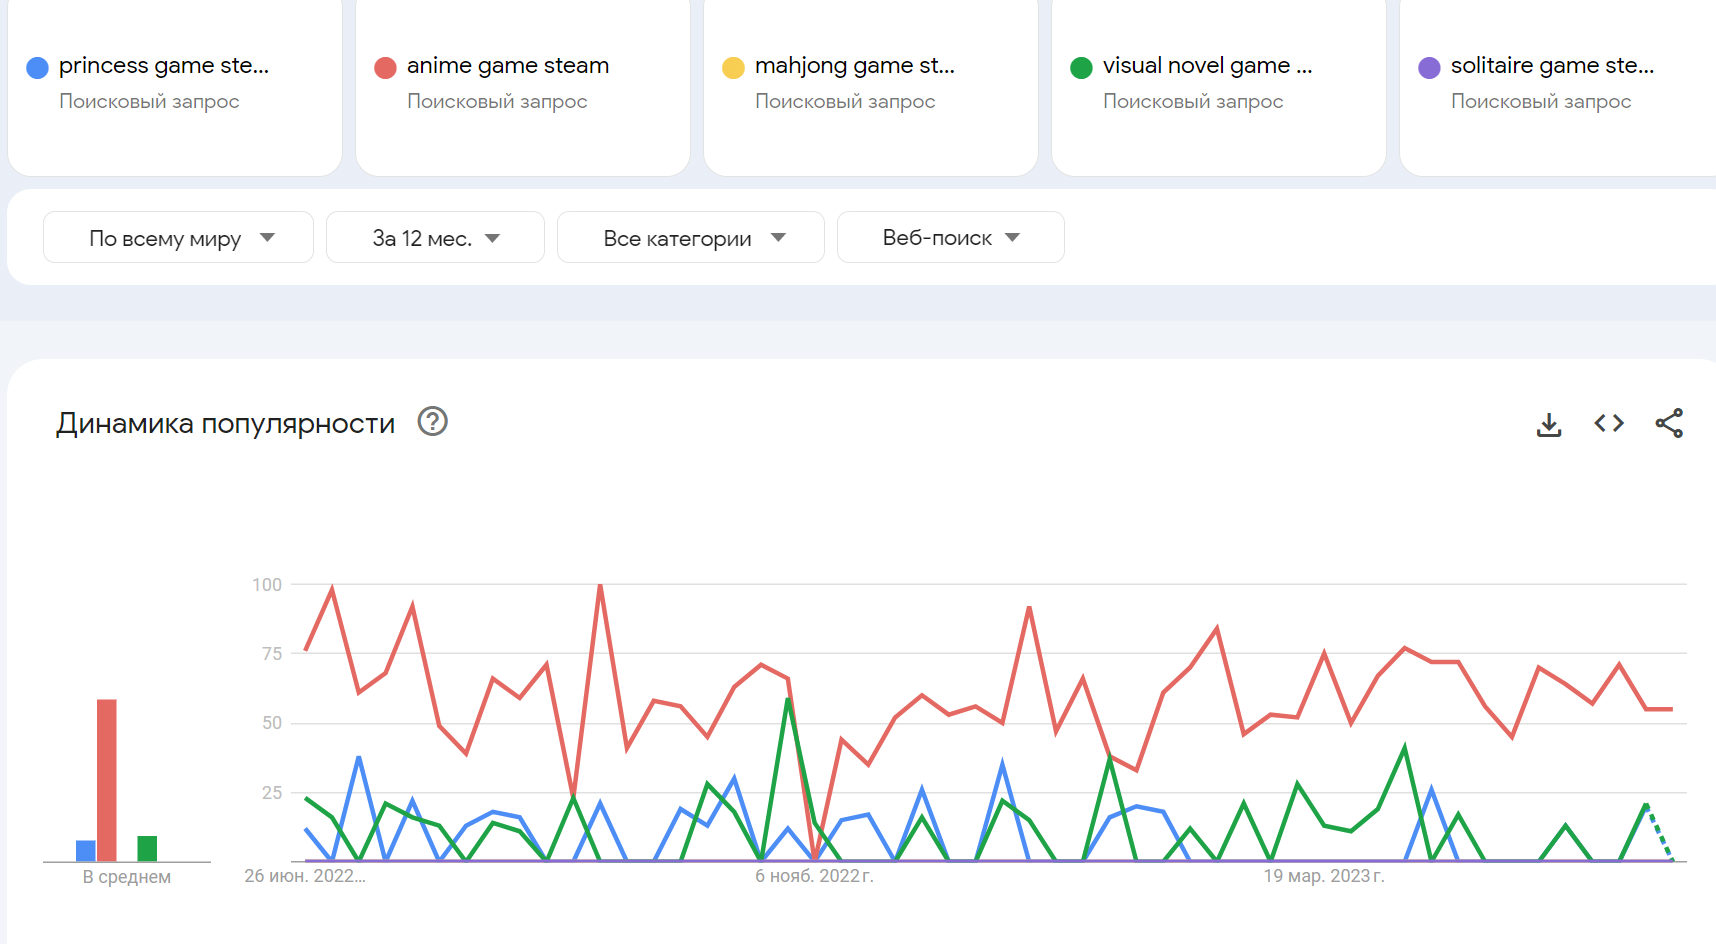 princess game ste...
Поисковый запрос
anime game steam
Поисковый запрос
mahjong game st...
Поисковый запрос
visual novel game ...
Поисковый запрос
solitaire game ste...
Поисковый запрос
По всему миру
За 12 мес.
Все категории
Веб-поиск
Динамика популярности
?
100
75
50
25
В среднем
26 июн. 2022...
6 нояб. 2022 г.
19 мар. 2023 г.